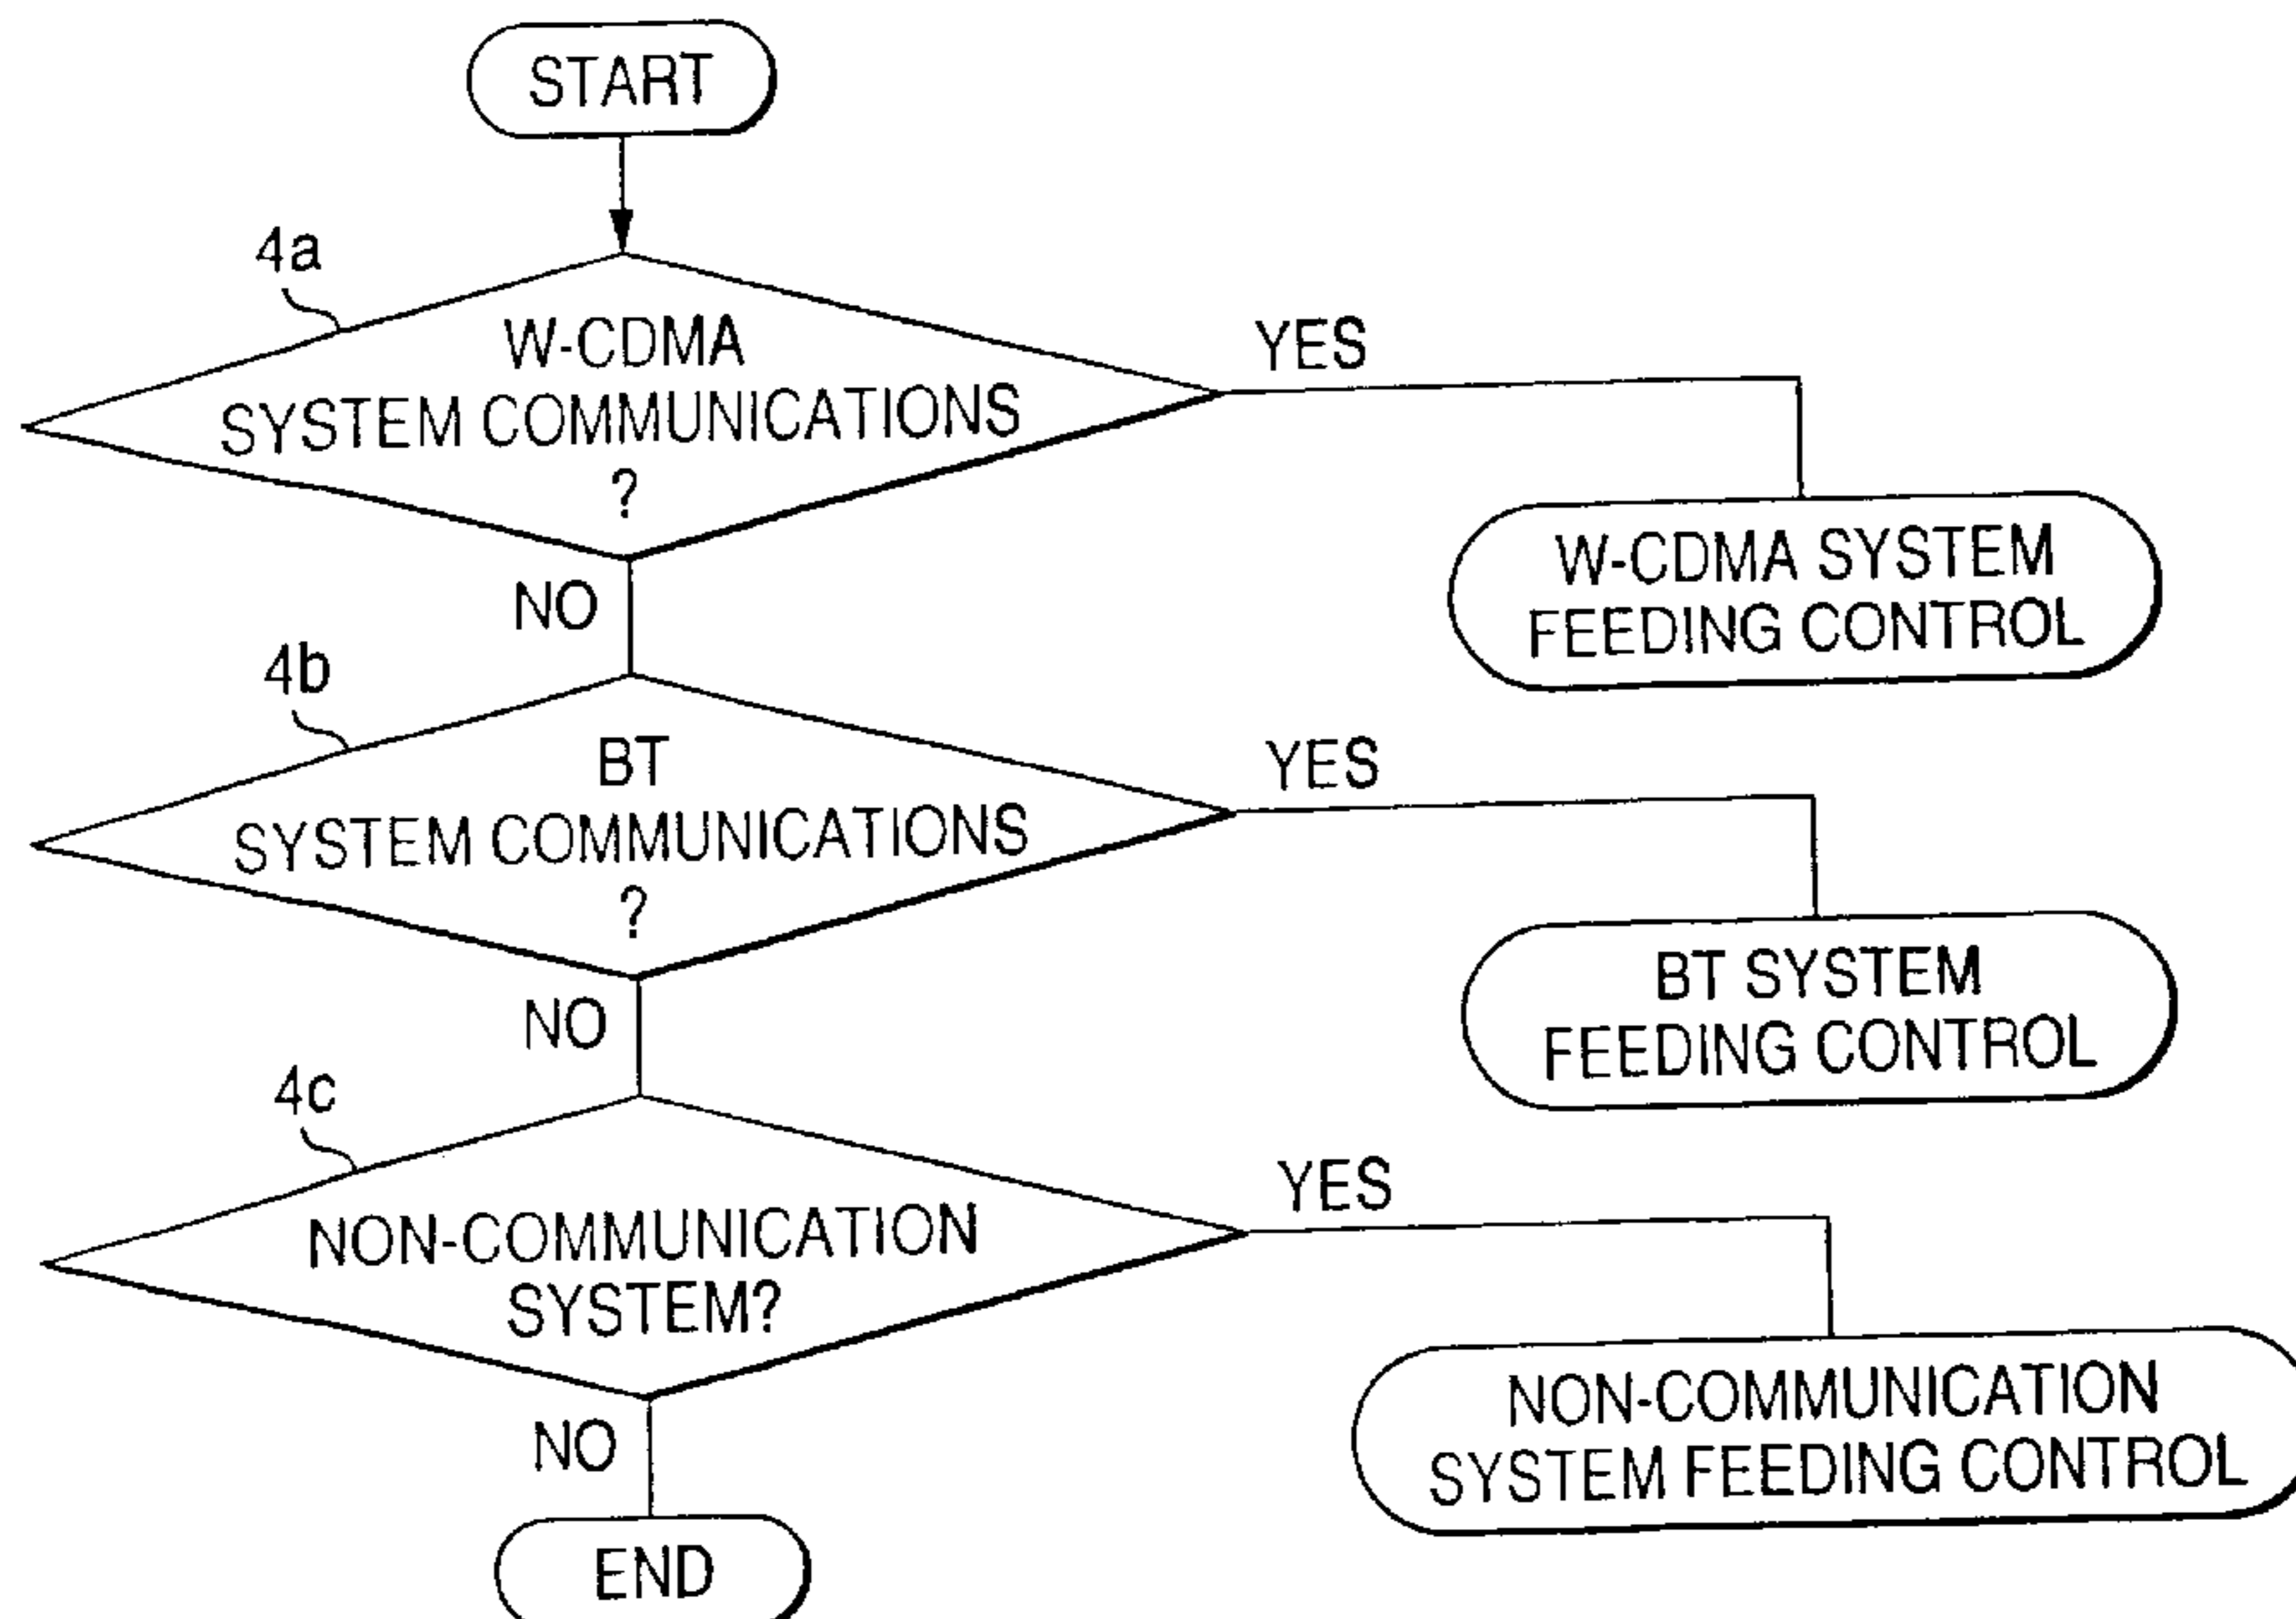 START
4a
W-CDMA
SYSTEM COMMUNICATIONS
?
YES
W-CDMA SYSTEM
FEEDING CONTROL
NO
4b
BT
SYSTEM COMMUNICATIONS
?
YES
BT SYSTEM
FEEDING CONTROL
NO
4c
NON-COMMUNICATION
SYSTEM?
YES
NON-COMMUNICATION
SYSTEM FEEDING CONTROL
NO
END